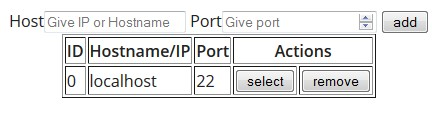 Host Give IP or Hostname Port Give port add
ID Hostname/IP Port Actions
0 localhost 22 select remove